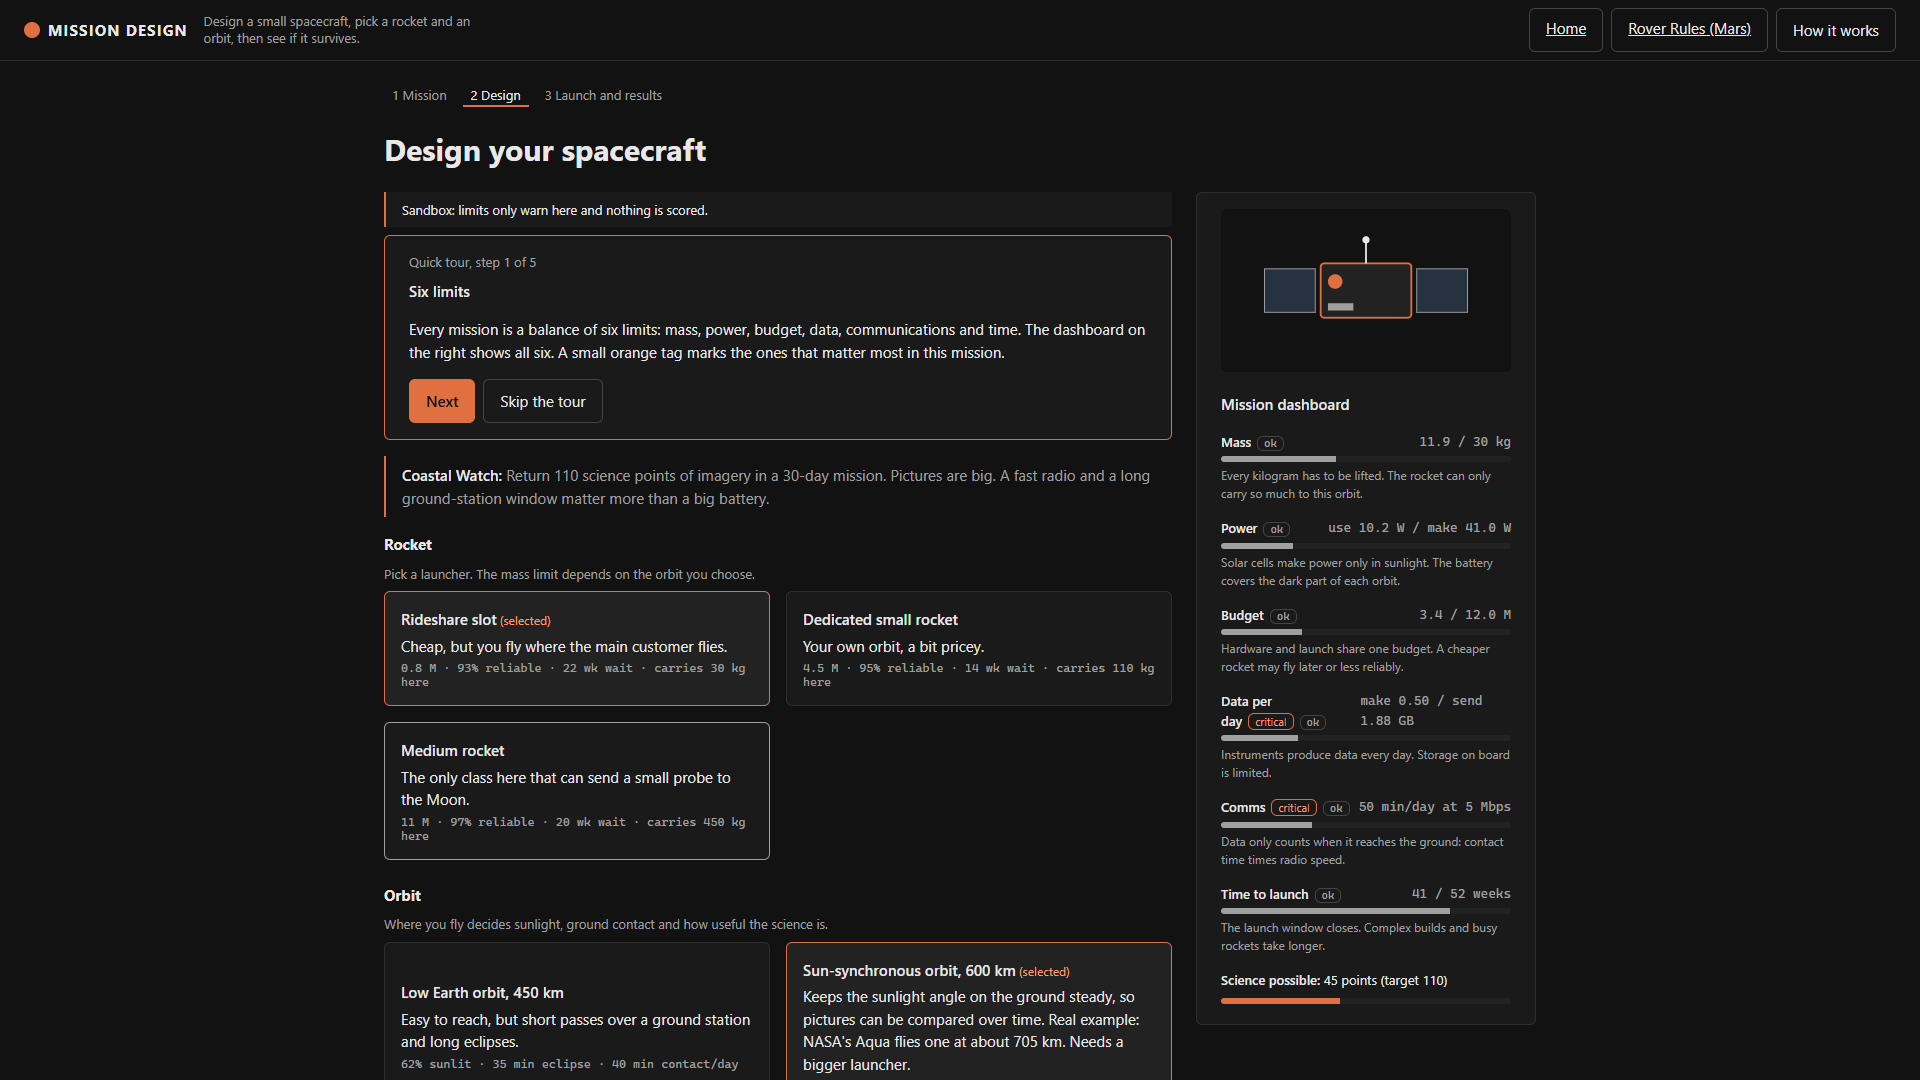 MISSION DESIGN
Design a small spacecraft, pick a rocket and an
orbit, then see if it survives.
Home
Rover Rules (Mars)
How it works
1 Mission
2 Design
3 Launch and results
Design your spacecraft
Sandbox: limits only warn here and nothing is scored.
Quick tour, step 1 of 5
Six limits
Every mission is a balance of six limits: mass, power, budget, data, communications and time. The dashboard on
the right shows all six. A small orange tag marks the ones that matter most in this mission.
Next
Skip the tour
Coastal Watch: Return 110 science points of imagery in a 30-day mission. Pictures are big. A fast radio and a long
ground-station window matter more than a big battery.
Rocket
Pick a launcher. The mass limit depends on the orbit you choose.
Rideshare slot (selected)
Cheap, but you fly where the main customer flies.
0.8 M · 93% reliable · 22 wk wait · carries 30 kg
here
Dedicated small rocket
Your own orbit, a bit pricey.
4.5 M · 95% reliable · 14 wk wait · carries 110 kg
here
Medium rocket
The only class here that can send a small probe to
the Moon.
11 M · 97% reliable · 20 wk wait · carries 450 kg
here
Orbit
Where you fly decides sunlight, ground contact and how useful the science is.
Low Earth orbit, 450 km
Easy to reach, but short passes over a ground station
and long eclipses.
62% sunlit · 35 min eclipse · 40 min contact/day
Sun-synchronous orbit, 600 km (selected)
Keeps the sunlight angle on the ground steady, so
pictures can be compared over time. Real example:
NASA's Aqua flies one at about 705 km. Needs a
bigger launcher.
Mission dashboard
Mass ok 11.9 / 30 kg
Every kilogram has to be lifted. The rocket can only
carry so much to this orbit.
Power ok use 10.2 W / make 41.0 W
Solar cells make power only in sunlight. The battery
covers the dark part of each orbit.
Budget ok 3.4 / 12.0 M
Hardware and launch share one budget. A cheaper
rocket may fly later or less reliably.
Data per make 0.50 / send
day critical ok 1.88 GB
Instruments produce data every day. Storage on board
is limited.
Comms critical ok 50 min/day at 5 Mbps
Data only counts when it reaches the ground: contact
time times radio speed.
Time to launch ok 41 / 52 weeks
The launch window closes. Complex builds and busy
rockets take longer.
Science possible: 45 points (target 110)